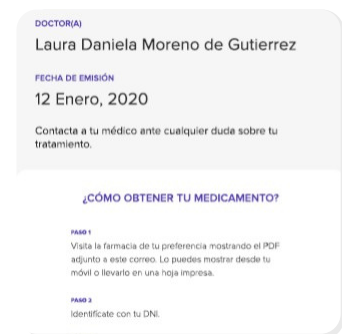 DOCTOR(A)
Laura Daniela Moreno de Gutierrez
FECHA DE EMISIÓN
12 Enero, 2020
Contacta a tu médico ante cualquier duda sobre tu
tratamiento.
¿CÓMO OBTENER TU MEDICAMENTO?
PASO 1
Visita la farmacia de tu preferencia mostrando el PDF
adjunto a este correo. Lo puedes mostrar desde tu
móvil o llevarlo en una hoja impresa.
PASO 2
Identifícate con tu DNI.